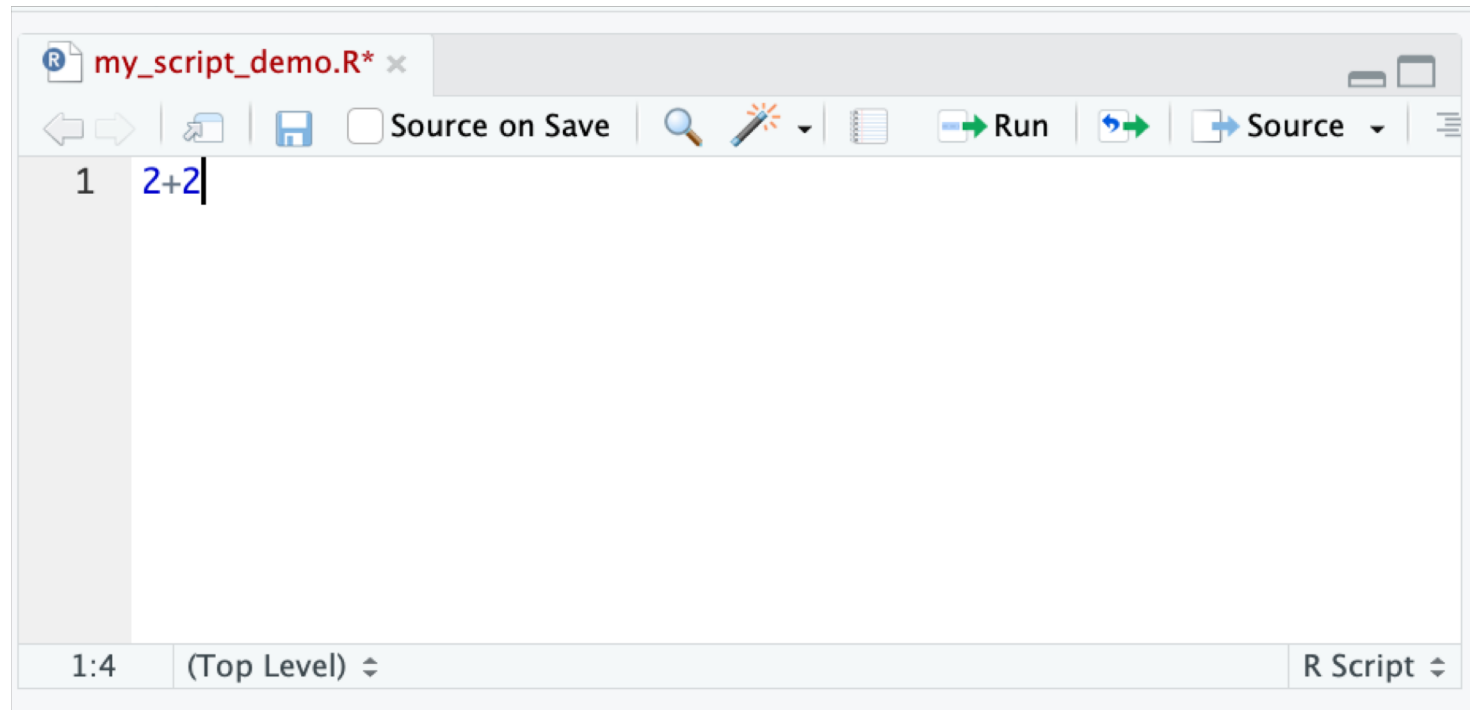 R my_script_demo.R* ×
Source on Save Run Source
1 2+2
1:4 (Top Level) R Script